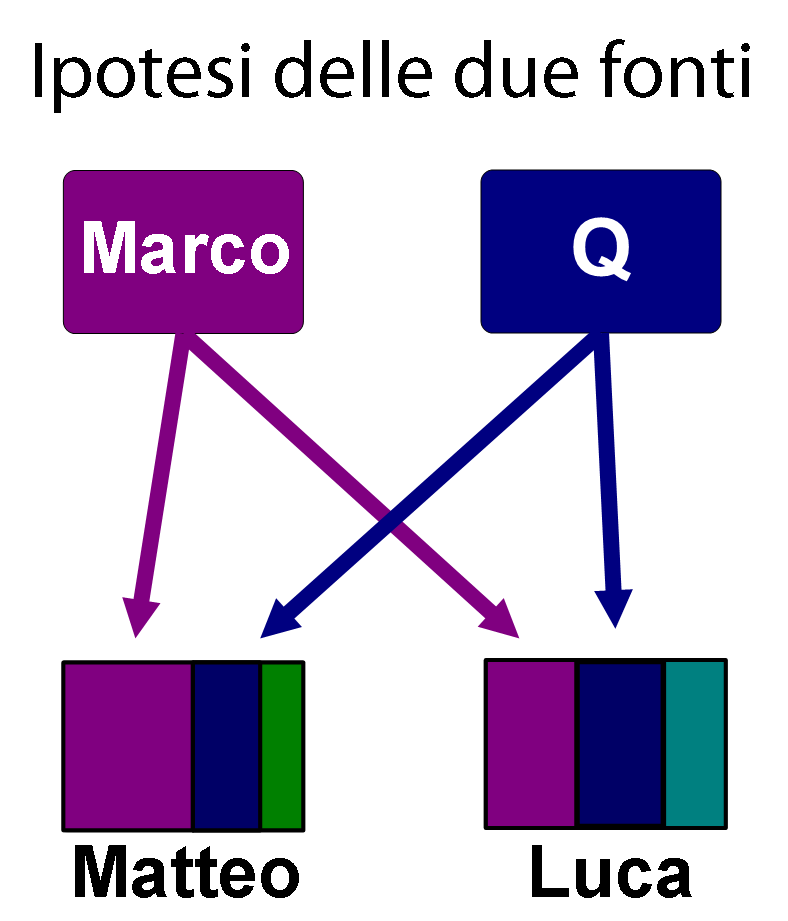 Ipotesi delle due fonti
Marco
Q
Matteo
Luca